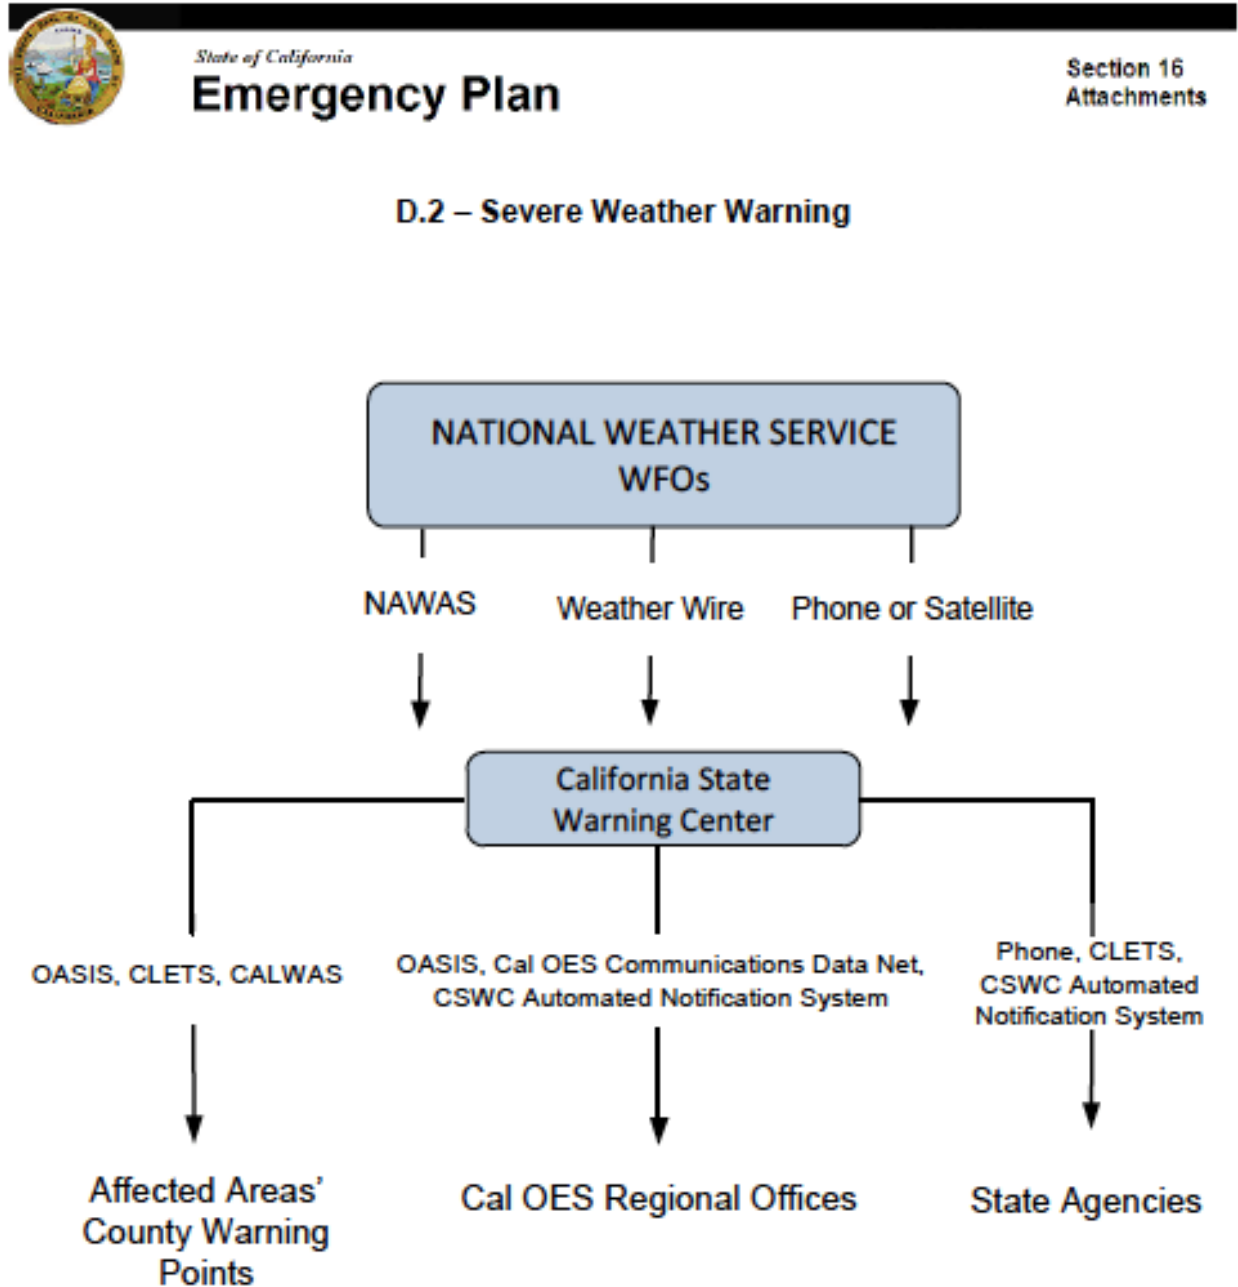 State of California
Emergency Plan
Section 16
Attachments
D.2 – Severe Weather Warning
NATIONAL WEATHER SERVICE
WFOs
NAWAS
Weather Wire
Phone or Satellite
California State
Warning Center
OASIS, CLETS, CALWAS
OASIS, Cal OES Communications Data Net,
CSWC Automated Notification System
Phone, CLETS,
CSWC Automated
Notification System
Affected Areas’
County Warning
Points
Cal OES Regional Offices
State Agencies